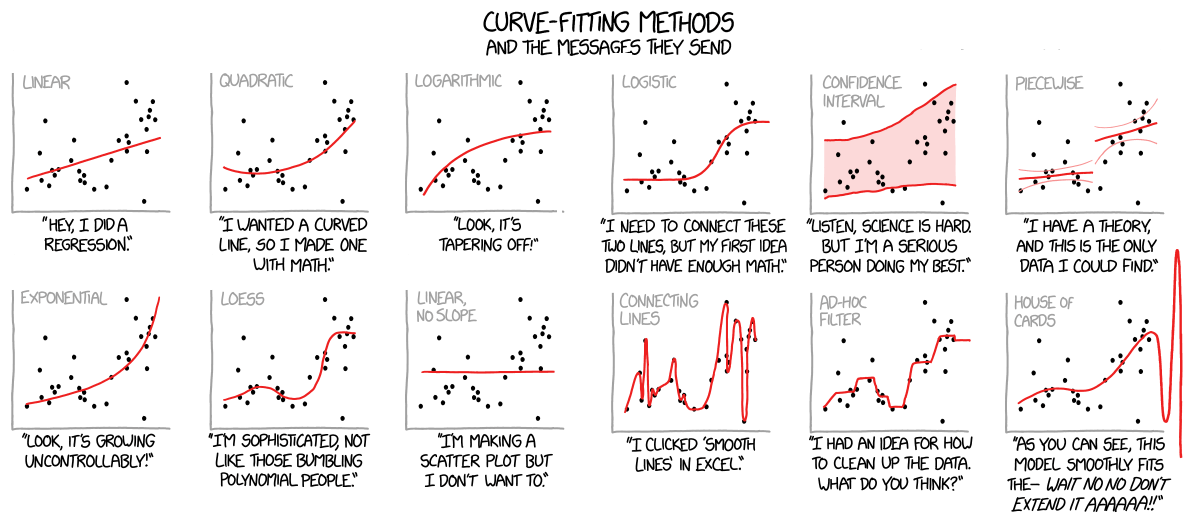 CURVE-FITTING METHODS
AND THE MESSAGES THEY SEND
LINEAR
"HEY, I DID A
REGRESSION."
QUADRATIC
"I WANTED A CURVED
LINE, SO I MADE ONE
WITH MATH."
LOGARITHMIC
"LOOK, IT'S
TAPERING OFF!"
LOGISTIC
"I NEED TO CONNECT THESE
TWO LINES, BUT MY FIRST IDEA
DIDN'T HAVE ENOUGH MATH."
CONFIDENCE
INTERVAL
"LISTEN, SCIENCE IS HARD.
BUT I'M A SERIOUS
PERSON DOING MY BEST."
PIECEWISE
"I HAVE A THEORY,
AND THIS IS THE ONLY
DATA I COULD FIND."
EXPONENTIAL
"LOOK, IT'S GROWING
UNCONTROLLABLY!"
LOESS
"I'M SOPHISTICATED, NOT
LIKE THOSE BUMBLING
POLYNOMIAL PEOPLE."
LINEAR,
NO SLOPE
"I'M MAKING A
SCATTER PLOT BUT
I DON'T WANT TO."
CONNECTING
LINES
"I CLICKED 'SMOOTH
LINES' IN EXCEL."
AD-HOC
FILTER
"I HAD AN IDEA FOR HOW
TO CLEAN UP THE DATA.
WHAT DO YOU THINK?"
HOUSE OF
CARDS
"AS YOU CAN SEE, THIS
MODEL SMOOTHLY FITS
THE- WAIT NO NO DON'T
EXTEND IT AAAAAA!!"